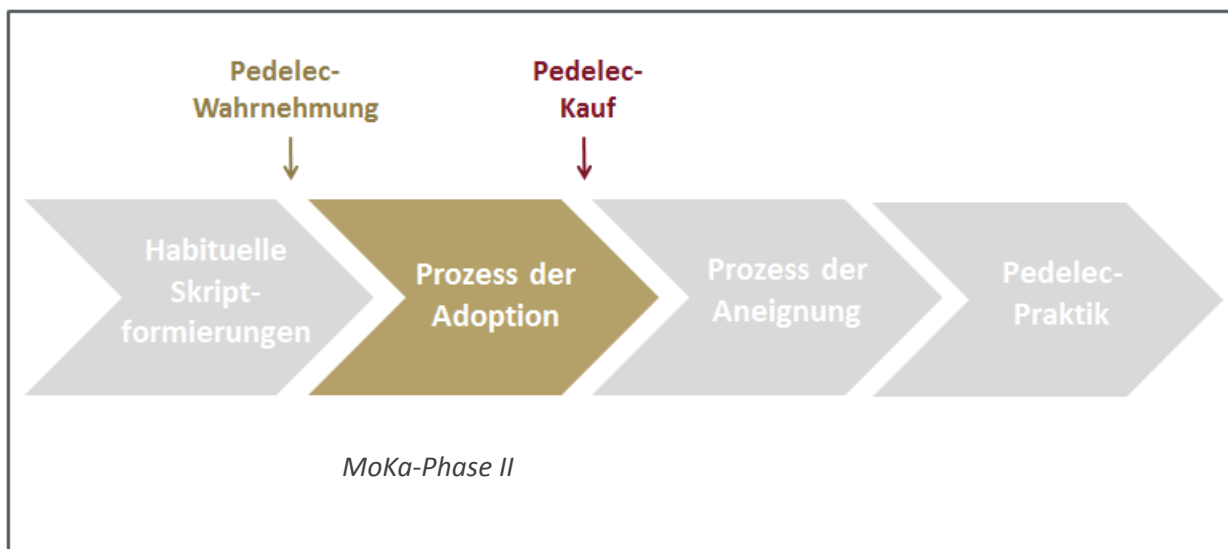 Pedelec-
Wahrnehmung
Pedelec-
Kauf
Habituelle
Skript-
formierungen
Prozess der
Adoption
Prozess der
Aneignung
Pedelec-
Praktik
MoKa-Phase II